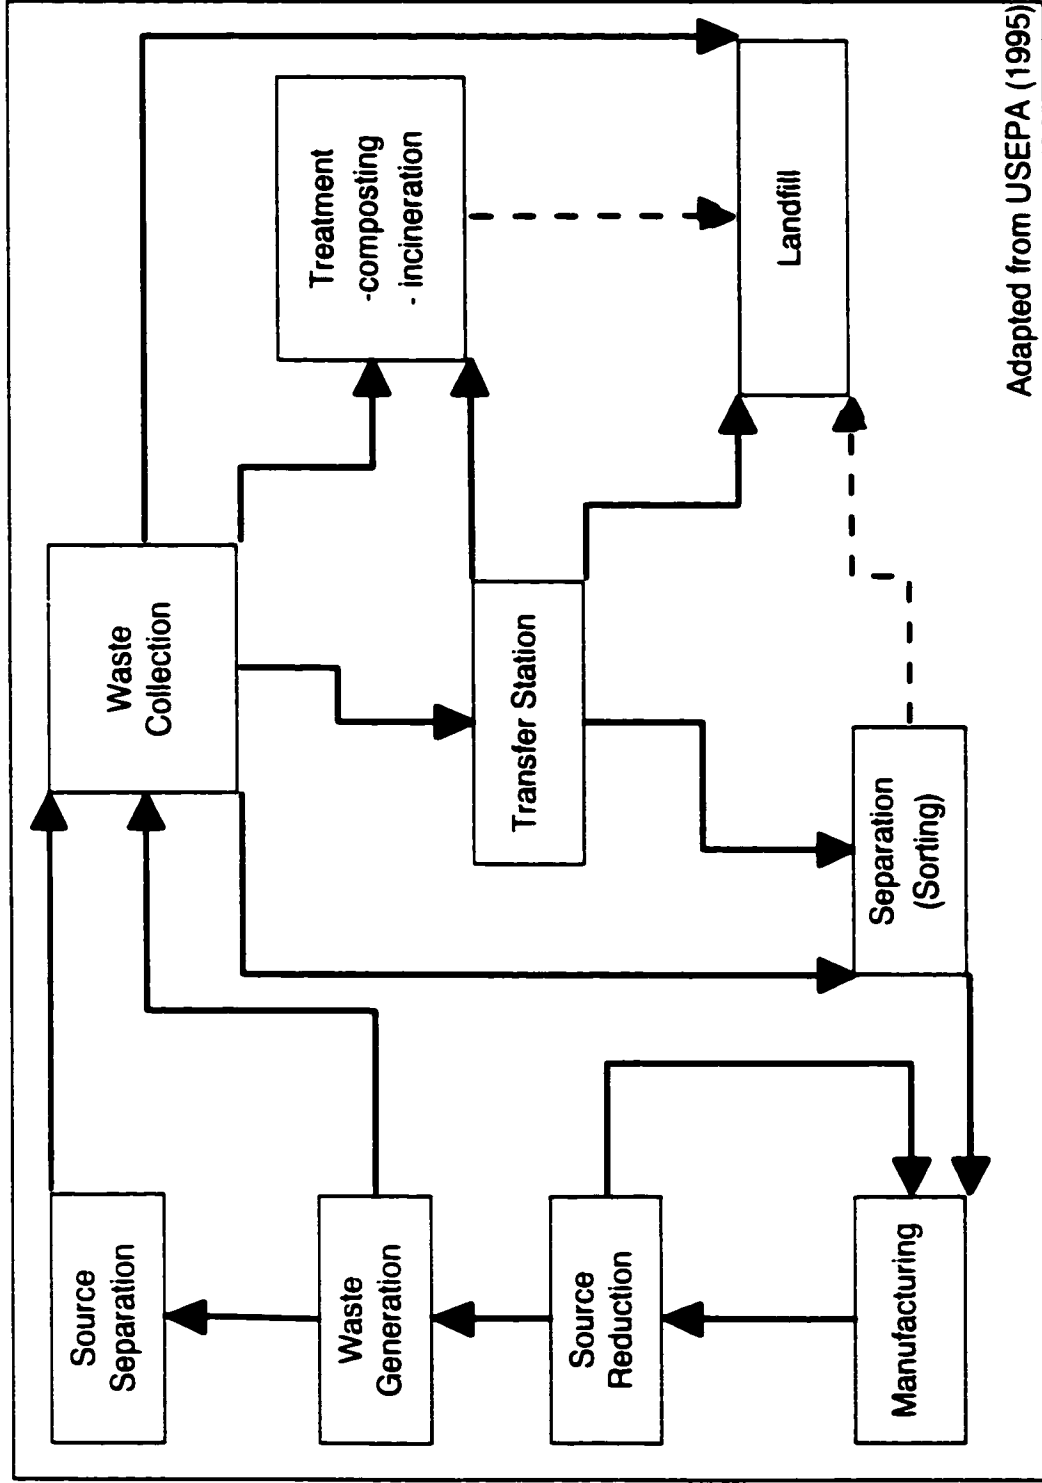 Source
Separation
Waste
Generation
Source
Reduction
Manufacturing
Waste
Collection
Transfer Station
Separation
(Sorting)
Treatment
-composting
- incineration
Landfill
Adapted from USEPA (1995)